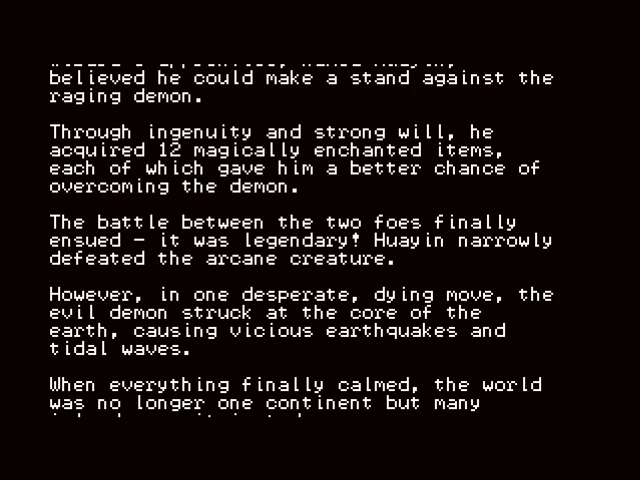 believed he could make a stand against the
raging demon.
Through ingenuity and strong will, he
acquired 12 magically enchanted items,
each of which gave him a better chance of
overcoming the demon.
The battle between the two foes finally
ensued - it was legendary! Huayin narrowly
defeated the arcane creature.
However, in one desperate, dying move, the
evil demon struck at the core of the
earth, causing vicious earthquakes and
tidal waves.
When everything finally calmed, the world
was no longer one continent but many